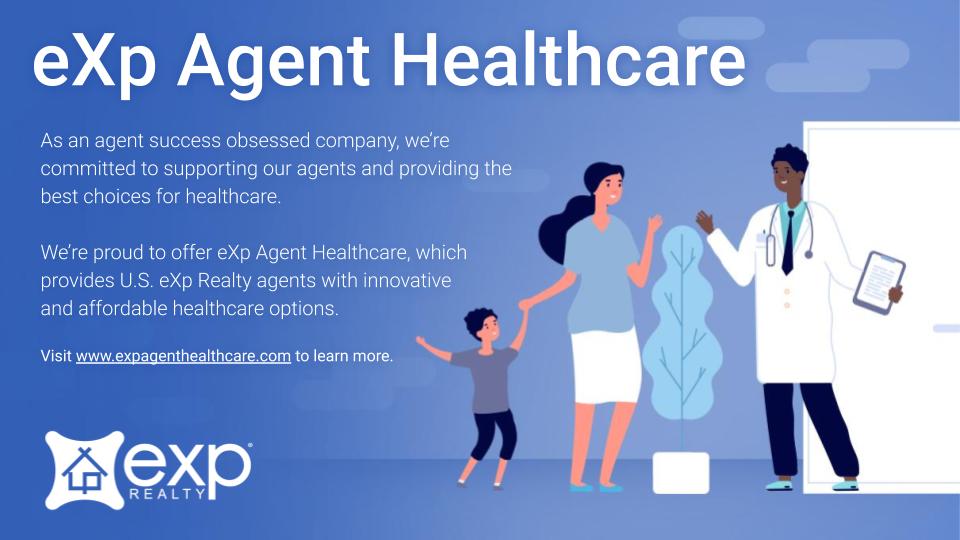 eXp Agent Healthcare
As an agent success obsessed company, we’re
committed to supporting our agents and providing the
best choices for healthcare.
We’re proud to offer eXp Agent Healthcare, which
provides U.S. eXp Realty agents with innovative
and affordable healthcare options.
Visit www.expagenthealthcare.com to learn more.
exp®
REALTY